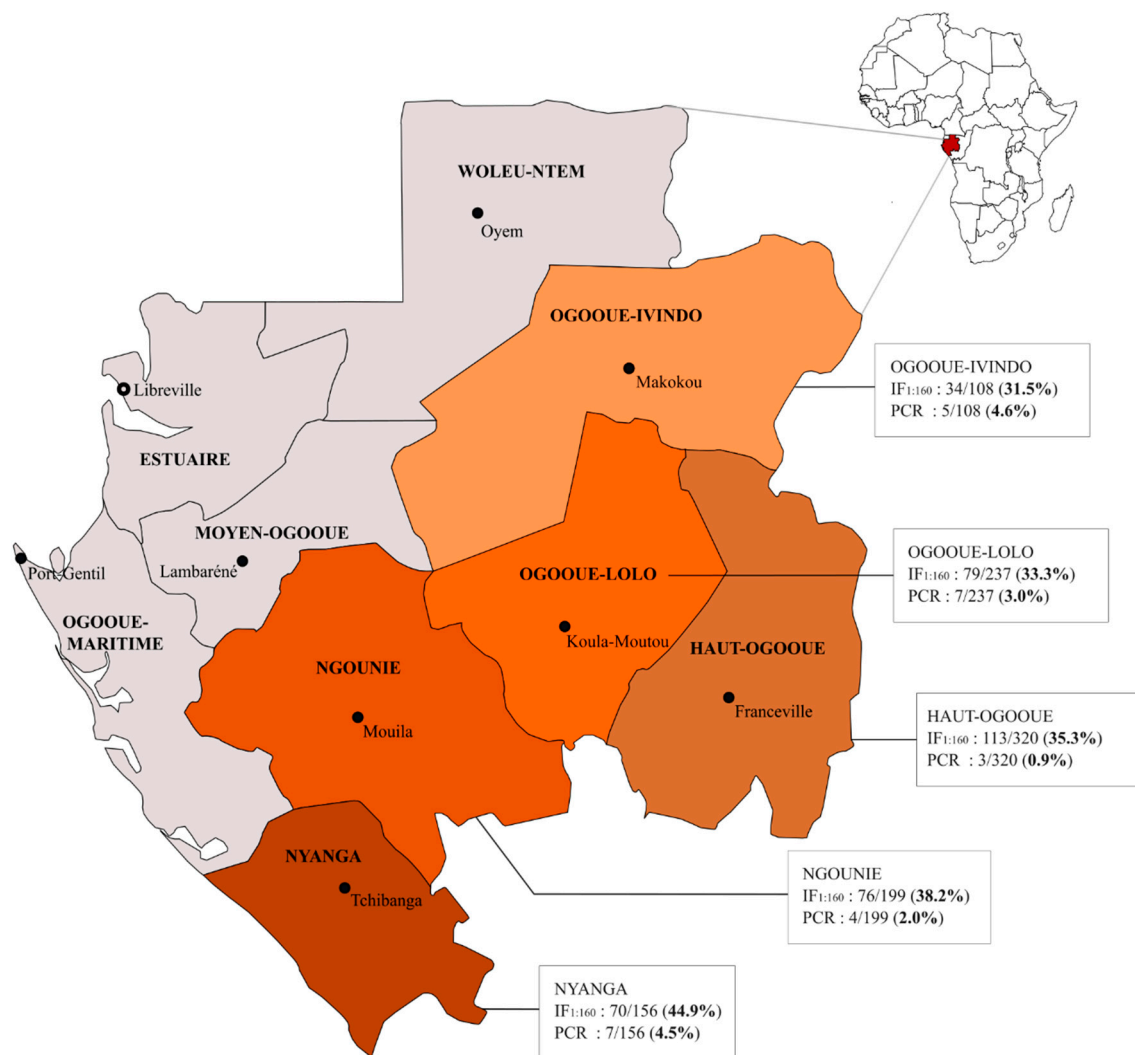 WOLEU-NTEM
Oyem
OGOOUE-IVINDO
Makokou
Libreville
OGOOUE-IVINDO
IF1:160 : 34/108 (31.5%)
PCR : 5/108 (4.6%)
ESTUAIRE
MOYEN-OGOOUE
Lambaréné
Port-Gentil
OGOOUE-LOLO
Koula-Moutou
OGOOUE-LOLO
IF1:160 : 79/237 (33.3%)
PCR : 7/237 (3.0%)
OGOOUE-
MARITIME
NGOUNIE
Mouila
HAUT-OGOOUE
Franceville
HAUT-OGOOUE
IF1:160 : 113/320 (35.3%)
PCR : 3/320 (0.9%)
NYANGA
Tchibanga
NGOUNIE
IF1:160 : 76/199 (38.2%)
PCR : 4/199 (2.0%)
NYANGA
IF1:160 : 70/156 (44.9%)
PCR : 7/156 (4.5%)